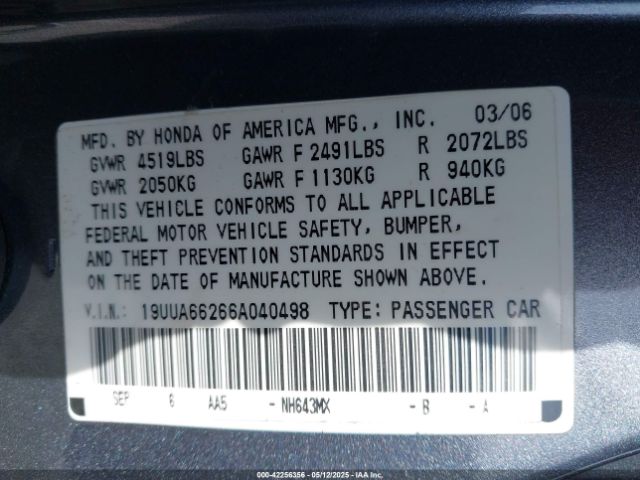 MFD. BY HONDA OF AMERICA MFG., INC. 03/06
GVWR 4519LBS GAWR F 2491LBS R 2072LBS
GVWR 2050KG GAWR F 1130KG R 940KG
THIS VEHICLE CONFORMS TO ALL APPLICABLE
FEDERAL MOTOR VEHICLE SAFETY, BUMPER,
AND THEFT PREVENTION STANDARDS IN EFFECT
ON THE DATE OF MANUFACTURE SHOWN ABOVE.
V.I.N.: 19UUA66266A040498 TYPE: PASSENGER CAR
SEP 6 AA5 -NH643MX -B -A
000-42256356 | 05/12/2025 | IAA Inc.